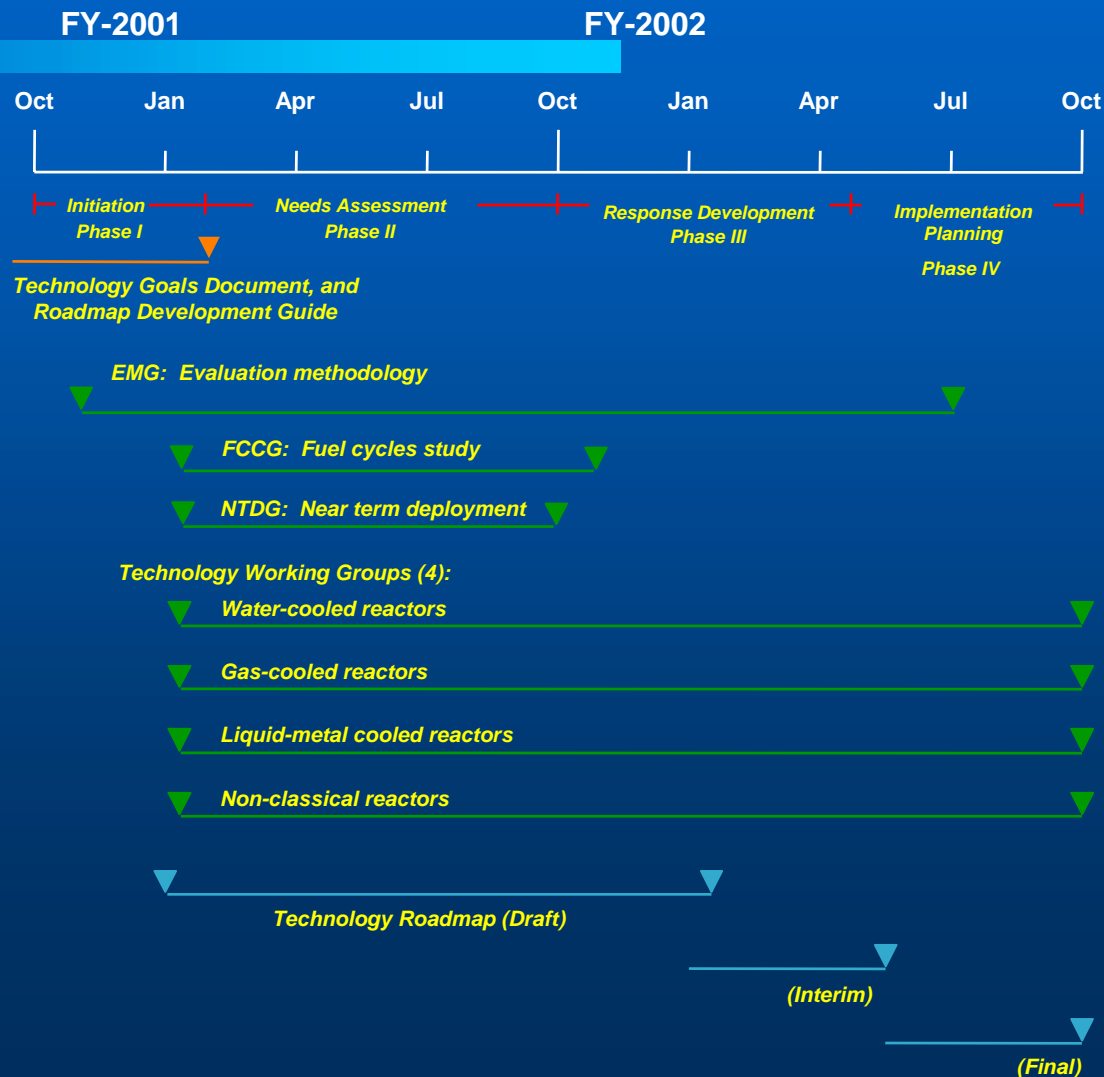 FY-2001 FY-2002
Oct Jan Apr Jul Oct Jan Apr Jul Oct
Initiation
Phase I
Needs Assessment
Phase II
Response Development
Phase III
Implementation
Planning
Phase IV
Technology Goals Document, and
Roadmap Development Guide
EMG: Evaluation methodology
FCCG: Fuel cycles study
NTDG: Near term deployment
Technology Working Groups (4):
Water-cooled reactors
Gas-cooled reactors
Liquid-metal cooled reactors
Non-classical reactors
Technology Roadmap (Draft)
(Interim)
(Final)